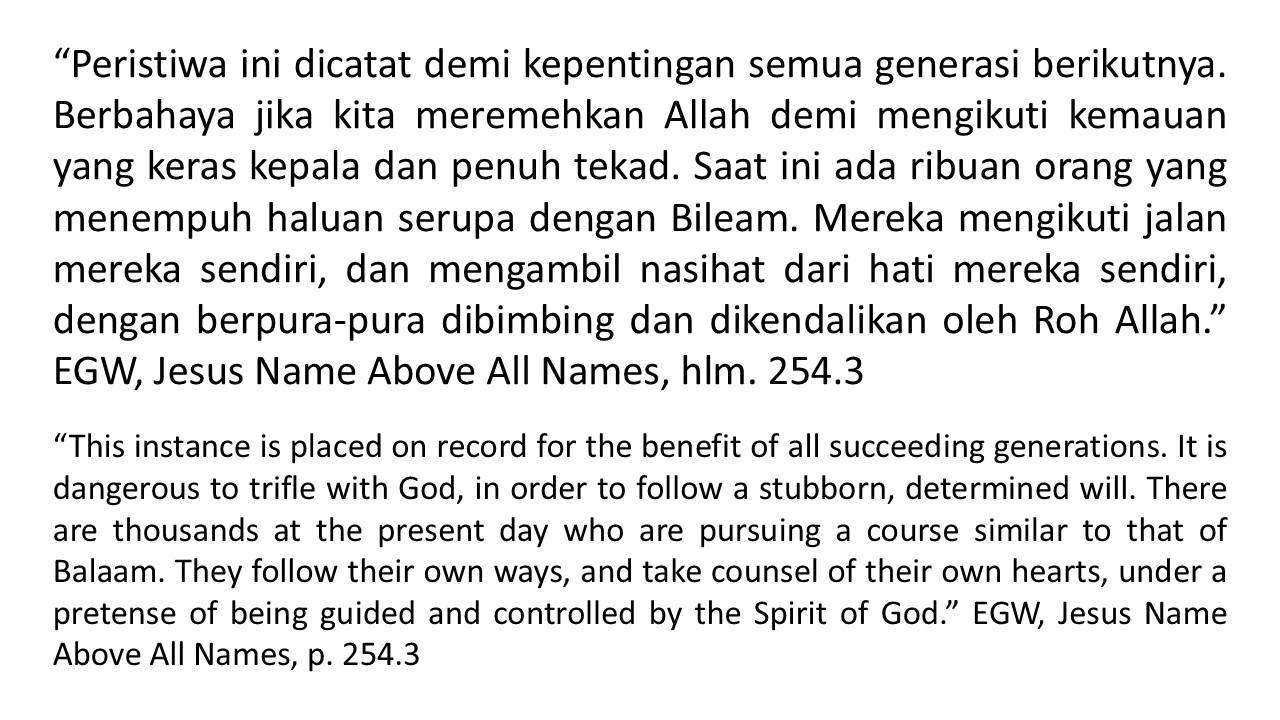 “Peristiwa ini dicatat demi kepentingan semua generasi berikutnya.
Berbahaya jika kita meremehkan Allah demi mengikuti kemauan
yang keras kepala dan penuh tekad. Saat ini ada ribuan orang yang
menempuh haluan serupa dengan Bileam. Mereka mengikuti jalan
mereka sendiri, dan mengambil nasihat dari hati mereka sendiri,
dengan berpura-pura dibimbing dan dikendalikan oleh Roh Allah.”
EGW, Jesus Name Above All Names, hlm. 254.3
“This instance is placed on record for the benefit of all succeeding generations. It is
dangerous to trifle with God, in order to follow a stubborn, determined will. There
are thousands at the present day who are pursuing a course similar to that of
Balaam. They follow their own ways, and take counsel of their own hearts, under a
pretense of being guided and controlled by the Spirit of God.” EGW, Jesus Name
Above All Names, p. 254.3